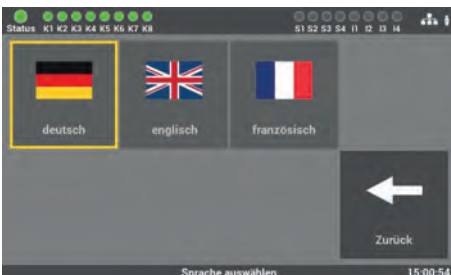 Status K1 K2 K3 K4 K5 K6 K7 K8 S1 S2 S3 S4 I1 I2 I3 I4
deutsch englisch französisch
Zurück
Sprache auswählen 15:00:54